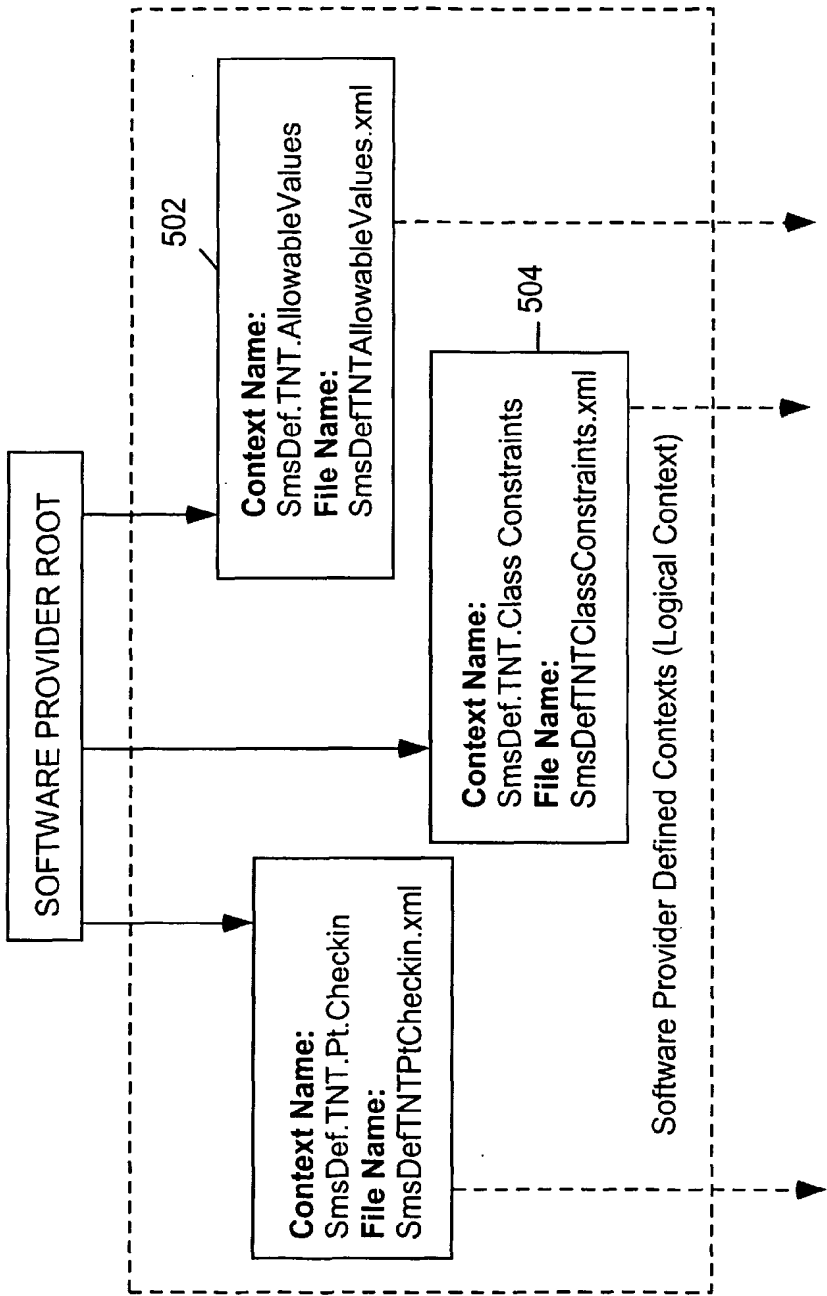 SOFTWARE PROVIDER ROOT
502
Context Name:
SmsDef.TNT.AllowableValues
File Name:
SmsDefTNTAllowableValues.xml
504
Context Name:
SmsDef.TNT.Class Constraints
File Name:
SmsDefTNTClassConstraints.xml
Context Name:
SmsDef.TNT.Pt.Checkin
File Name:
SmsDefTNTPtCheckin.xml
Software Provider Defined Contexts (Logical Context)